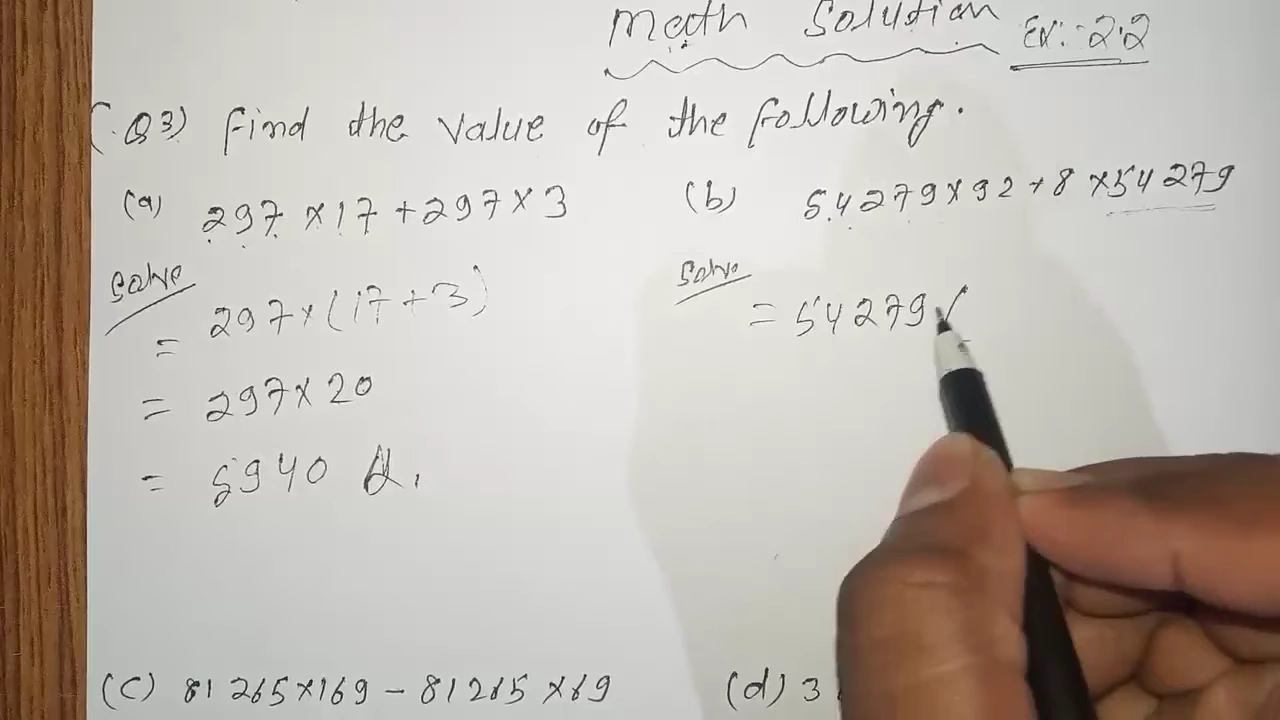 Math Solution Ex:-2.2
(Q3) find the value of the following.
(a) 297 × 17 + 297 × 3
(b) 54279 × 92 + 8 × 54279
Solve
= 297 × (17 + 3)
= 297 × 20
= 5940
Solve
= 54279 (
(C) 81265 × 169 - 81265 × 69
(d) 3